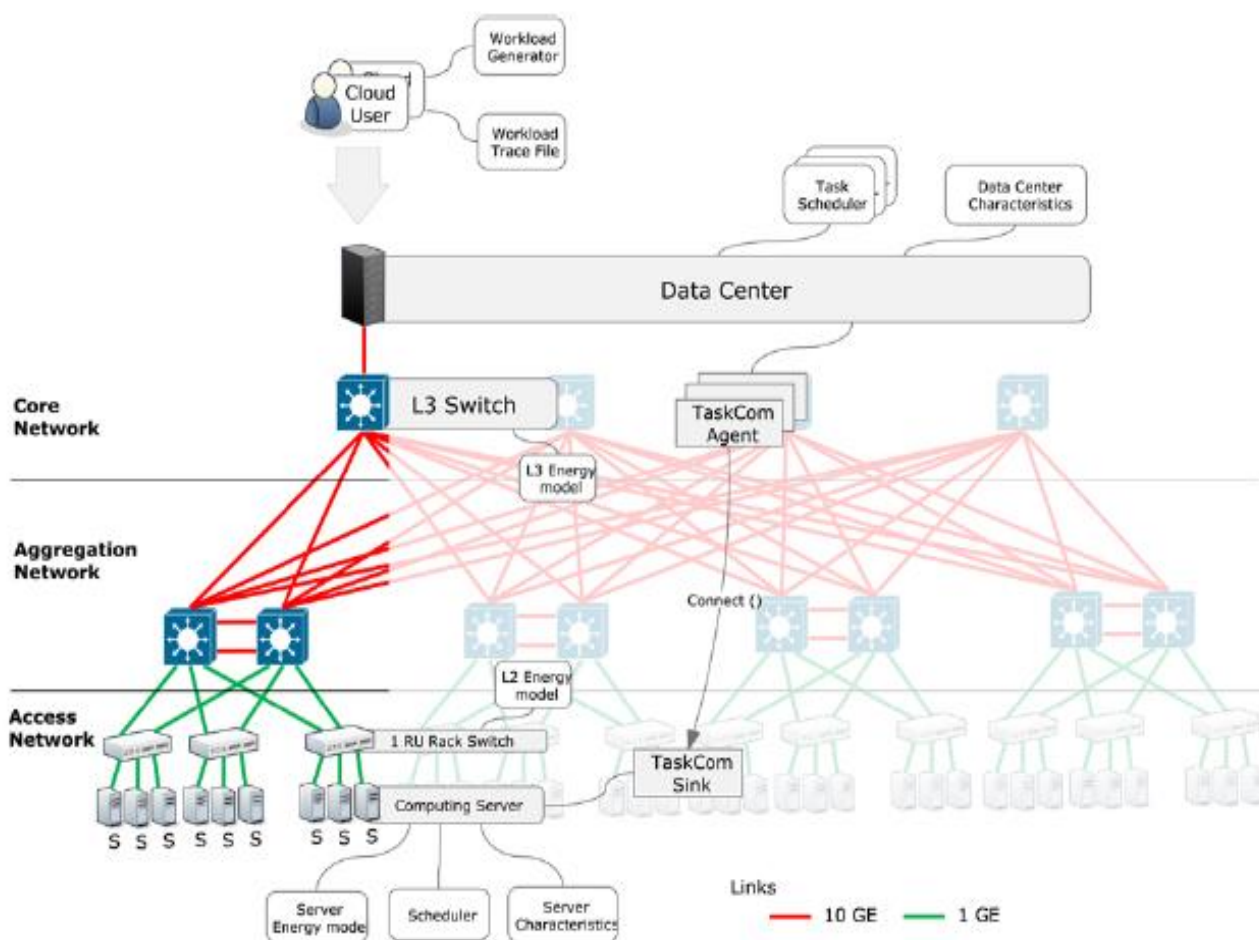 Workload
Generator
Cloud
User
Workload
Trace File
Task
Scheduler
Data Center
Characteristics
Data Center
Core
Network
L3 Switch
TaskCom
Agent
L3 Energy
model
Aggregation
Network
Connect ()
L2 Energy
model
Access
Network
1 RU Rack Switch
TaskCom
Sink
Computing Server
S S S S S S S S S
Server
Energy mode
Scheduler
Server
Characteristics
Links
10 GE
1 GE